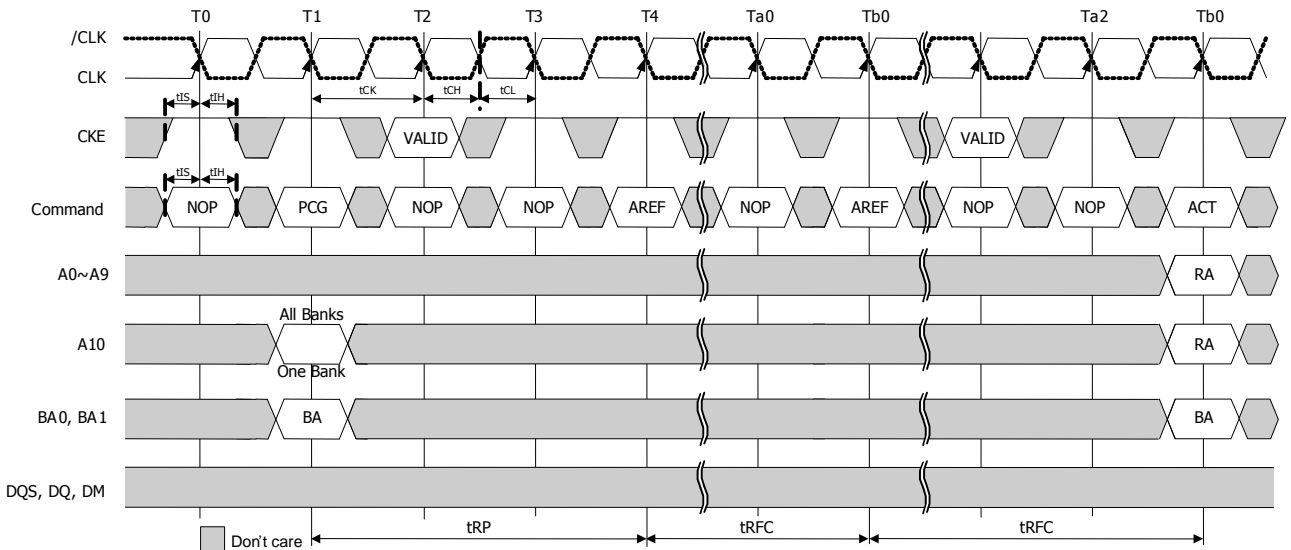 T0 T1 T2 T3 T4 Ta0 Tb0 Ta2 Tb0
/CLK
CLK
tIS tIH tCK tCH tCL
CKE VALID VALID
tIS tIH
Command NOP PCG NOP NOP AREF NOP AREF NOP NOP ACT
A0~A9 RA
All Banks
A10 RA
One Bank
BA0, BA1 BA BA
DQS, DQ, DM
tRP tRFC tRFC
Don't care